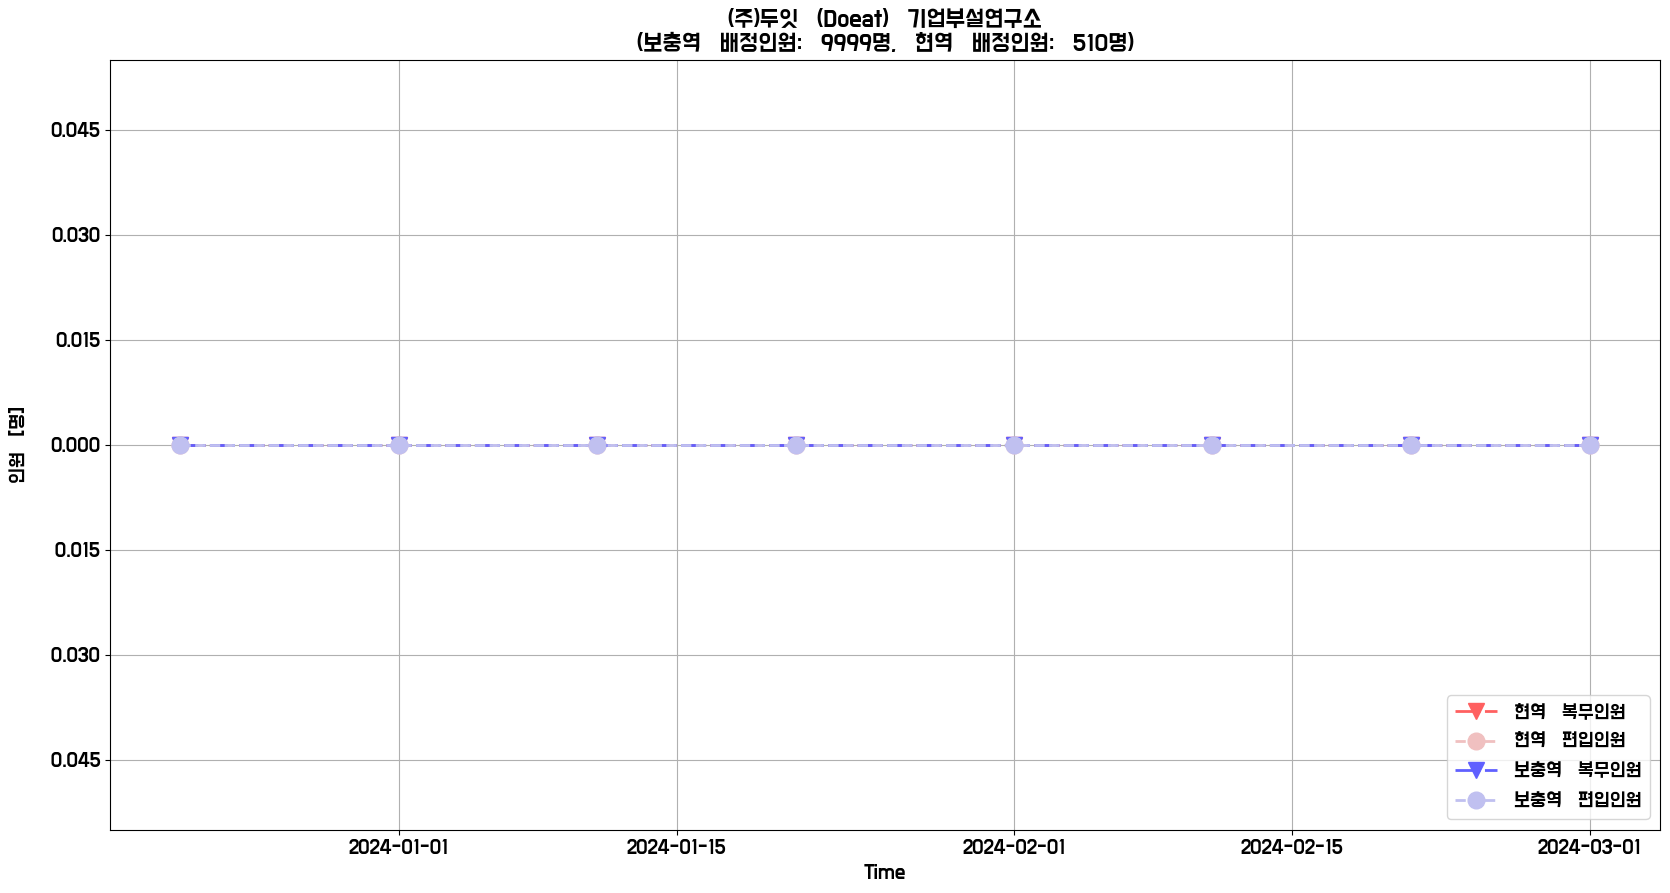 (주)두잇 (Doeat) 기업부설연구소
(보충역 배정인원: 9999명, 현역 배정인원: 510명)
0.045
0.030
0.015
0.000
0.015
0.030
0.045
인원 [명]
현역 복무인원
현역 편입인원
보충역 복무인원
보충역 편입인원
2024-01-01
2024-01-15
2024-02-01
2024-02-15
2024-03-01
Time